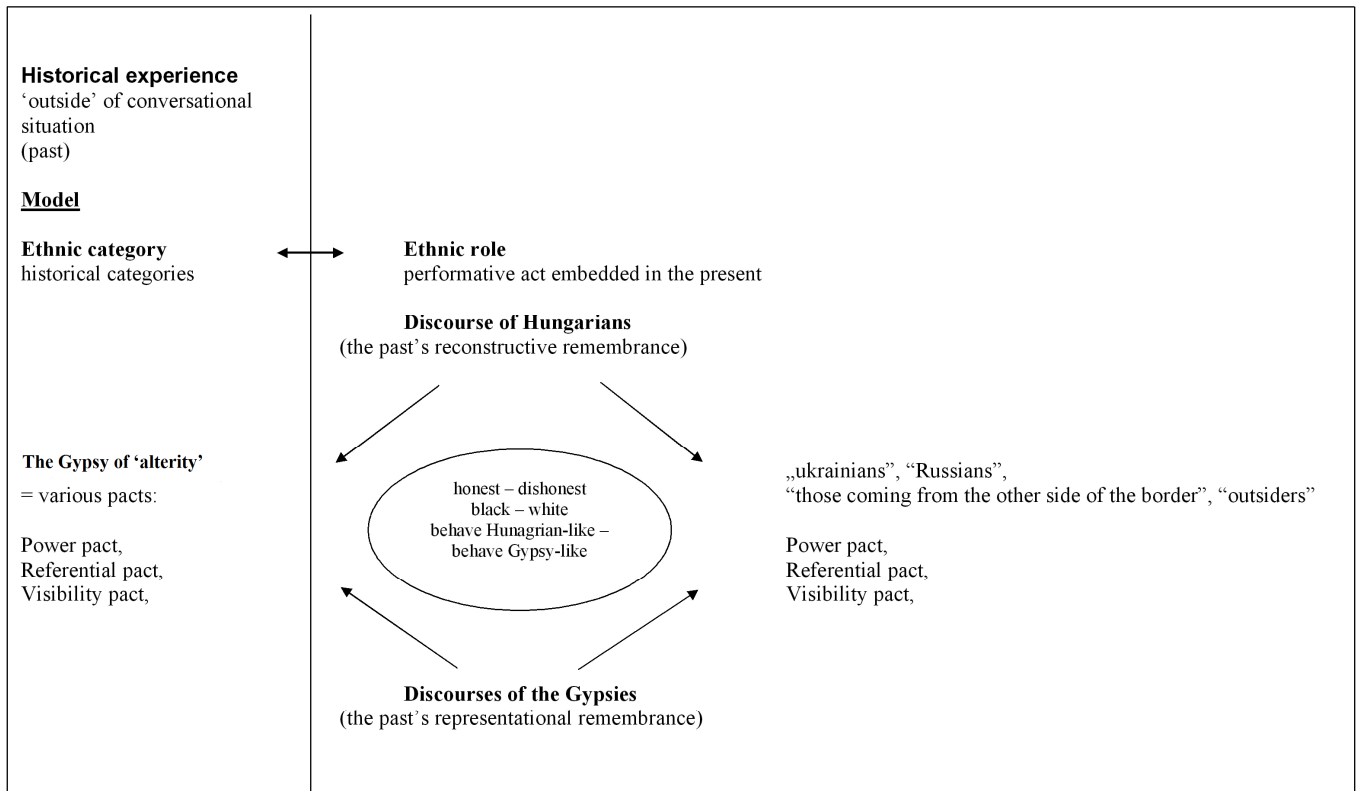 Historical experience
‘outside’ of conversational
situation
(past)
Model
Ethnic category
historical categories
Ethnic role
performative act embedded in the present
Discourse of Hungarians
(the past’s reconstructive remembrance)
The Gypsy of ‘alterity’
= various pacts:
Power pact,
Referential pact,
Visibility pact,
honest – dishonest
black – white
behave Hunagrian-like –
behave Gypsy-like
„ukrainians”, “Russians”,
“those coming from the other side of the border”, “outsiders”
Power pact,
Referential pact,
Visibility pact,
Discourses of the Gypsies
(the past’s representational remembrance)